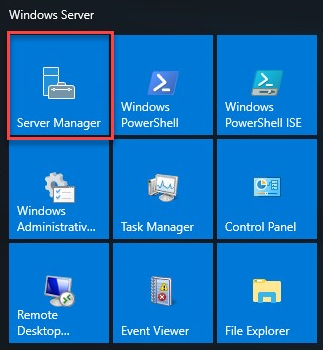 Windows Server
Server Manager
Windows
PowerShell
Windows
PowerShell ISE
Windows
Administrativ...
Task Manager
Control Panel
Remote
Desktop...
Event Viewer
File Explorer